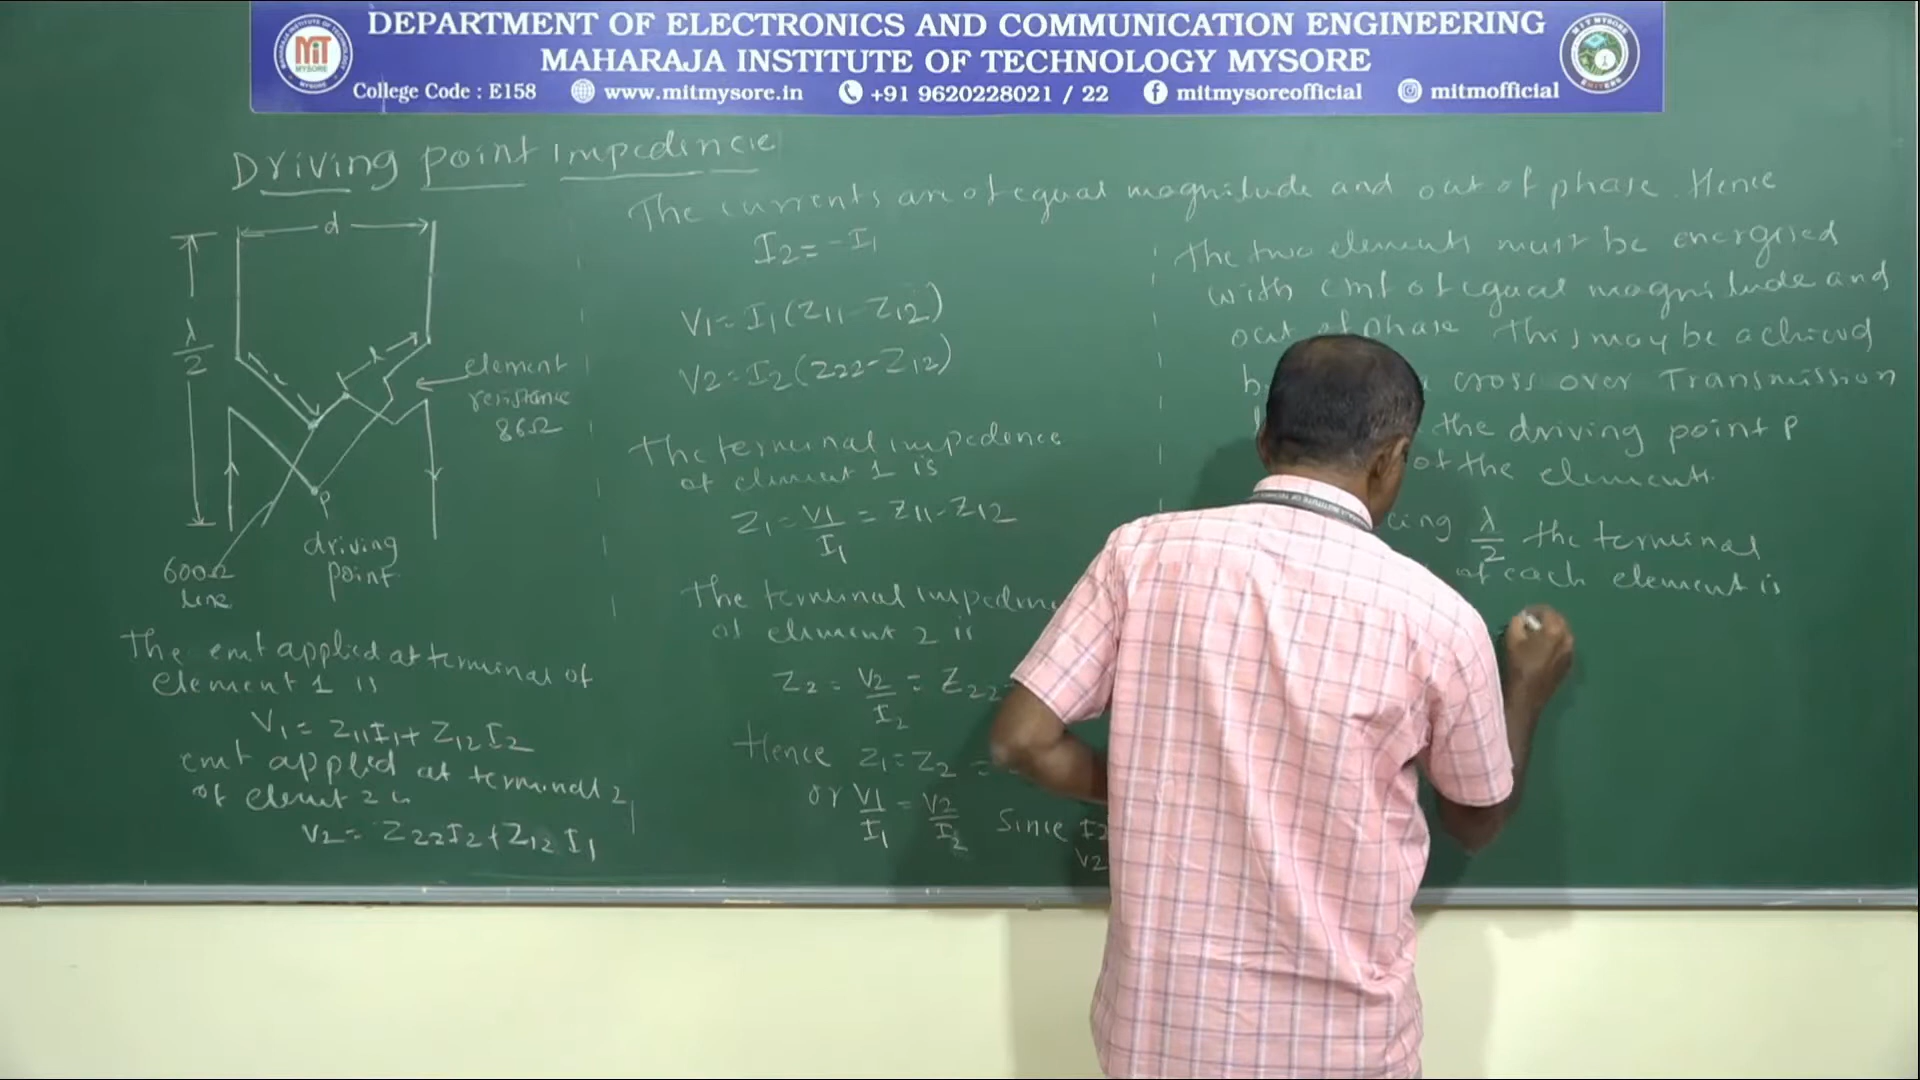 DEPARTMENT OF ELECTRONICS AND COMMUNICATION ENGINEERING
MAHARAJA INSTITUTE OF TECHNOLOGY MYSORE
College Code : E158 www.mitmysore.in +91 9620228021 / 22 mitmysoreofficial mitmofficial
MIT
MYSORE
Driving point impedencie
d
λ/2
element
resistance
86Ω
P
driving
point
600Ω
line
The emf applied at terminal of
element 1 is
V1 = Z11I1 + Z12I2
emf applied at terminal 2
of elemt 2 is
V2 = Z22I2 + Z12I1
The currents are of equal magnitude and out of phase. Hence
I2 = -I1
V1 = I1(Z11-Z12)
V2 = I2(Z22-Z12)
The terminal impedence
of element 1 is
Z1 = V1/I1 = Z11-Z12
The terminal
of element 2 is
Z2 = V2/I2 = Z22
Hence Z1 = Z2 =
or V1/I1 = V2/I2 Since I2
V2
The two elements must be energised
with emf of equal magnitude and
out of phase This may be achieved
cross over Transmission
the driving point P
of the elements.
λ/2 the terminal
of each element is